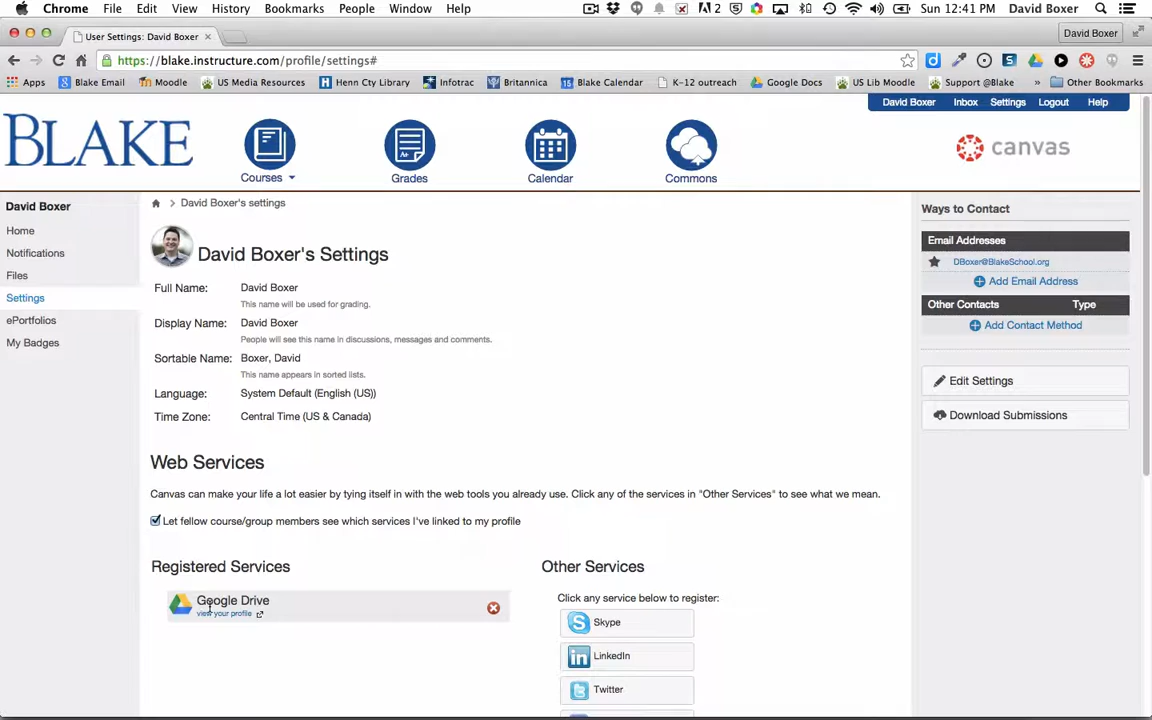 Chrome File Edit View History Bookmarks People Window Help 2 Sun 12:41 PM David Boxer
User Settings: David Boxer David Boxer
https://blake.instructure.com/profile/settings#
Apps Blake Email Moodle US Media Resources Henn Cty Library Infotrac Britannica Blake Calendar K-12 outreach Google Docs US Lib Moodle Support @Blake » Other Bookmarks
David Boxer Inbox Settings Logout Help
BLAKE
Courses Grades Calendar Commons
canvas
David Boxer
Home
Notifications
Files
Settings
ePortfolios
My Badges
David Boxer's settings
David Boxer's Settings
Full Name: David Boxer
This name will be used for grading.
Display Name: David Boxer
People will see this name in discussions, messages and comments.
Sortable Name: Boxer, David
This name appears in sorted lists.
Language: System Default (English (US))
Time Zone: Central Time (US & Canada)
Web Services
Canvas can make your life a lot easier by tying itself in with the web tools you already use. Click any of the services in "Other Services" to see what we mean.
Let fellow course/group members see which services I've linked to my profile
Registered Services
Google Drive
view your profile
Other Services
Click any service below to register:
Skype
LinkedIn
Twitter
Ways to Contact
Email Addresses
DBoxer@BlakeSchool.org
Add Email Address
Other Contacts Type
Add Contact Method
Edit Settings
Download Submissions